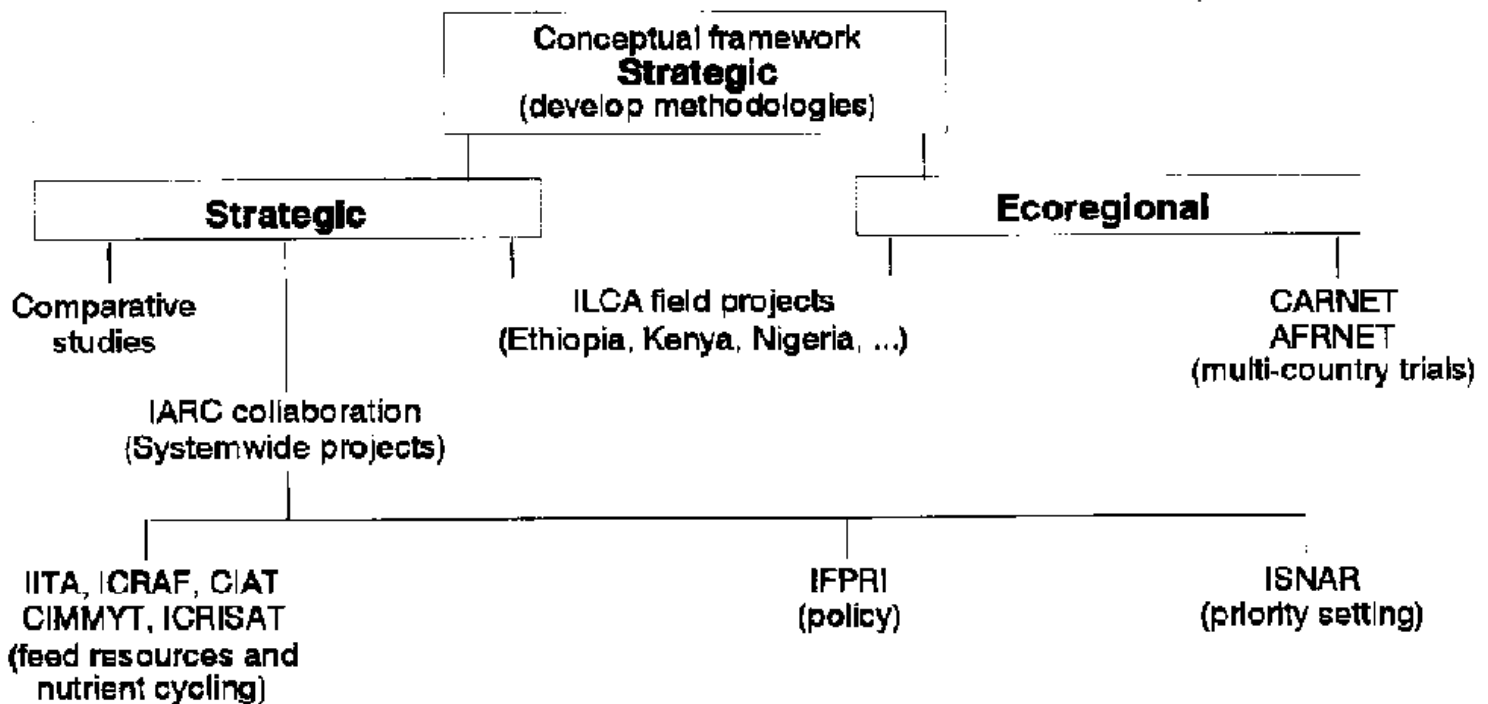 Conceptual framework
Strategic
(develop methodologies)
Strategic
Ecoregional
Comparative
studies
ILCA field projects
(Ethiopia, Kenya, Nigeria, ...)
CARNET
AFRNET
(multi-country trials)
IARC collaboration
(Systemwide projects)
IITA, ICRAF, CIAT
CIMMYT, ICRISAT
(feed resources and
nutrient cycling)
IFPRI
(policy)
ISNAR
(priority setting)